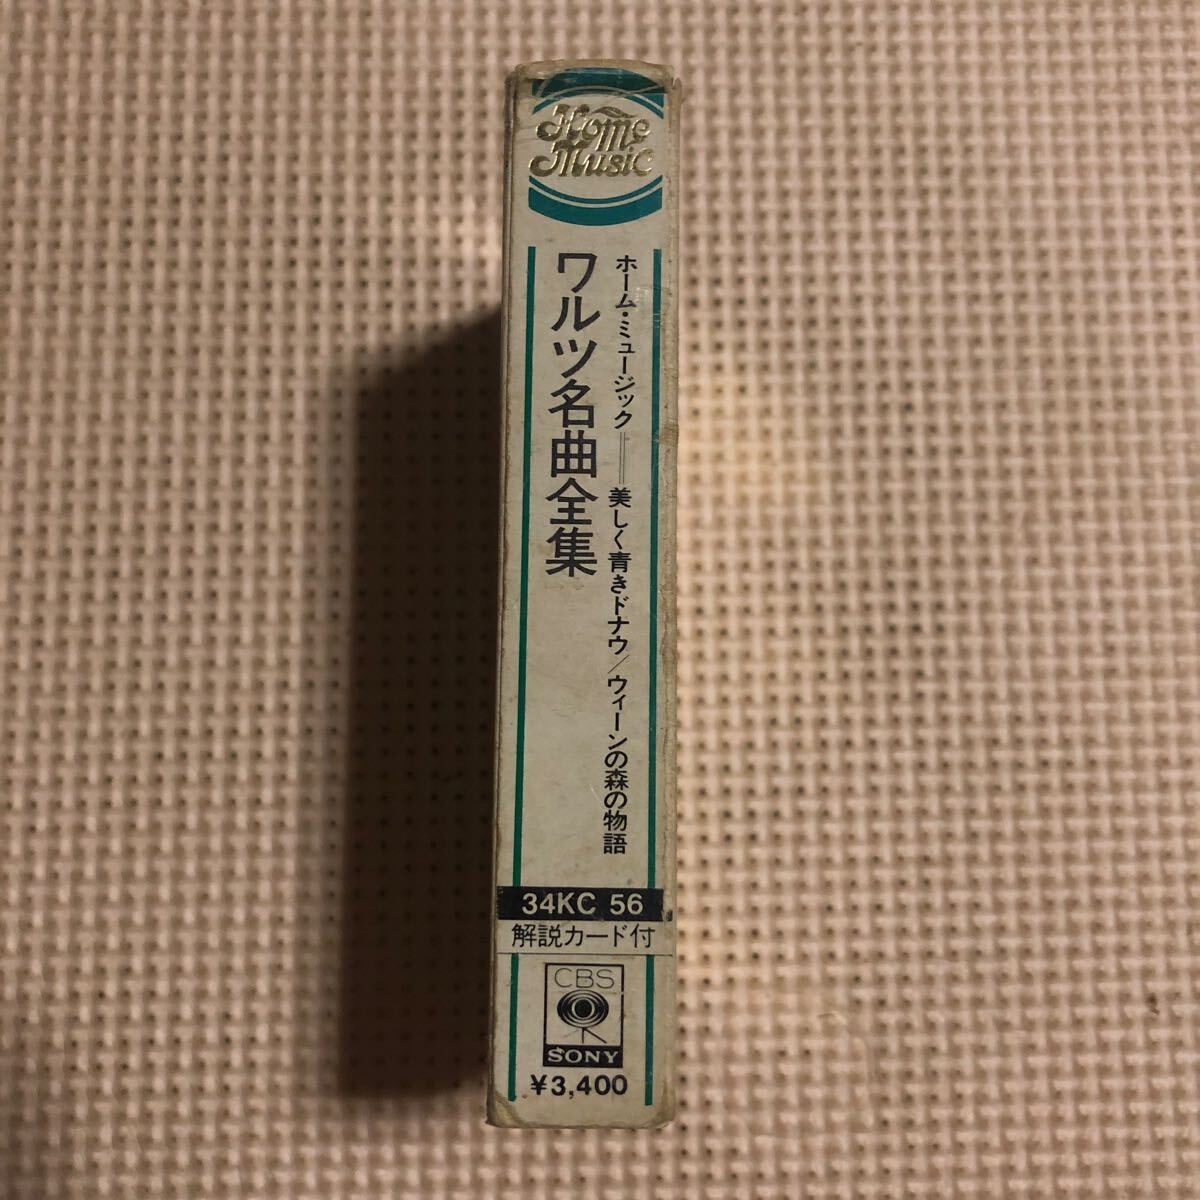 Home
Music
ホーム・ミュージック＝美しく青きドナウ/ウィーンの森の物語
ワルツ名曲全集
34KC 56
解説カード付
CBS
SONY
¥3,400